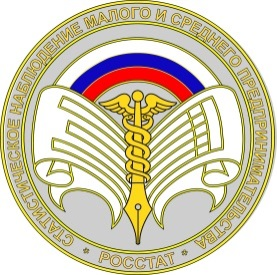 СТАТИСТИЧЕСКОЕ НАБЛЮДЕНИЕ МАЛОГО И СРЕДНЕГО ПРЕДПРИНИМАТЕЛЬСТВА
* РОССТАТ *